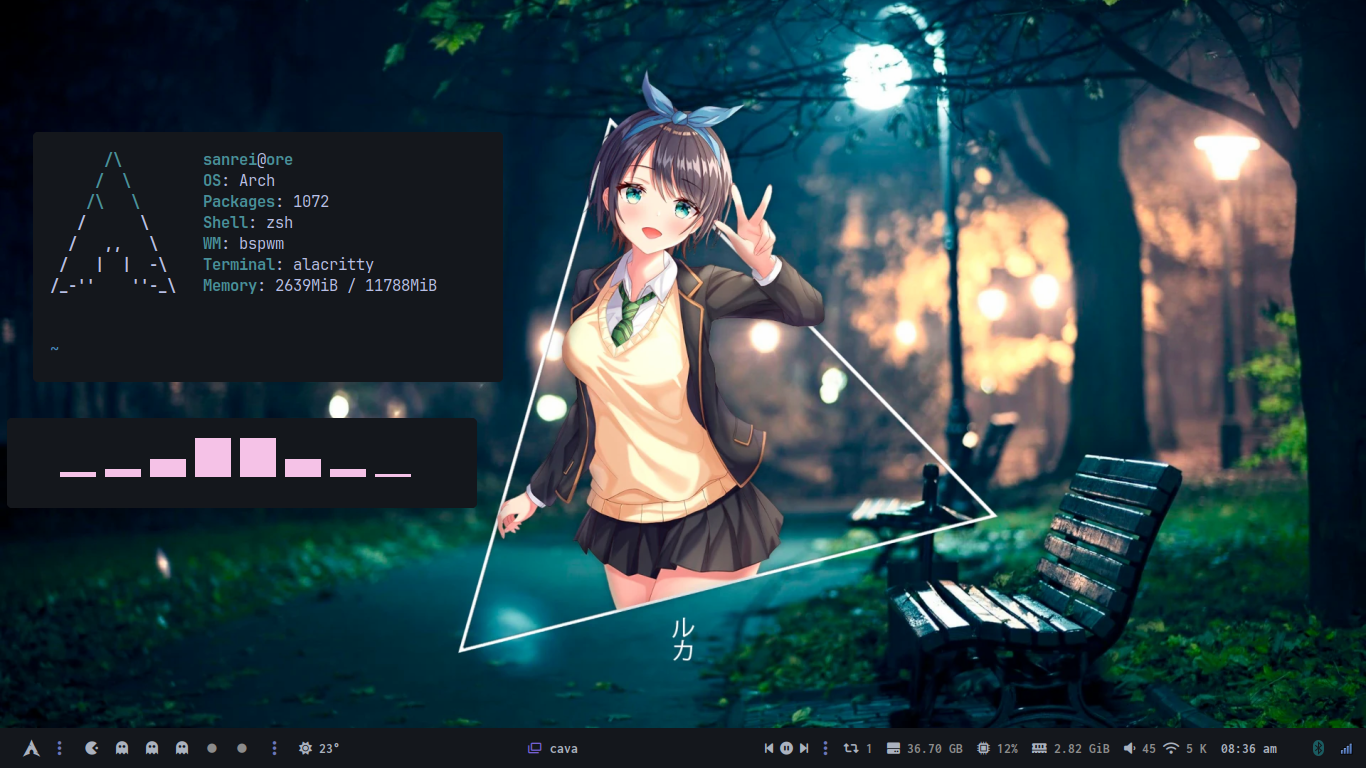 sanrei@ore
OS: Arch
Packages: 1072
Shell: zsh
WM: bspwm
Terminal: alacritty
Memory: 2639MiB / 11788MiB
~
ルカ
23°
cava
1
36.70 GB
12%
2.82 GiB
45
5 K
08:36 am